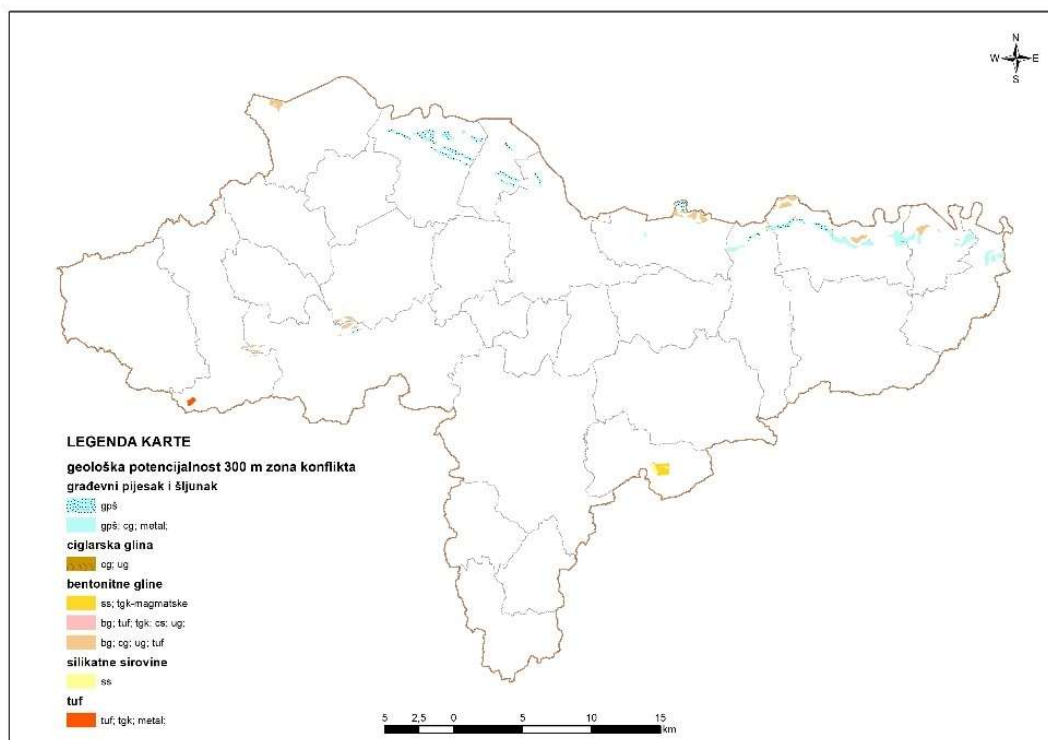 N
W E
S
LEGENDA KARTE
geološka potencijalnost 300 m zona konflikta
građevni pijesak i šljunak
gpš
gpš; cg; metal;
ciglarska glina
cg; ug
bentonitne gline
ss; tgk-magmatske
bg; tuf; tgk; cs; ug;
bg; cg; ug; tuf
silikatne sirovine
ss
tuf
tuf; tgk; metal;
5 2,5 0 5 10 15
km